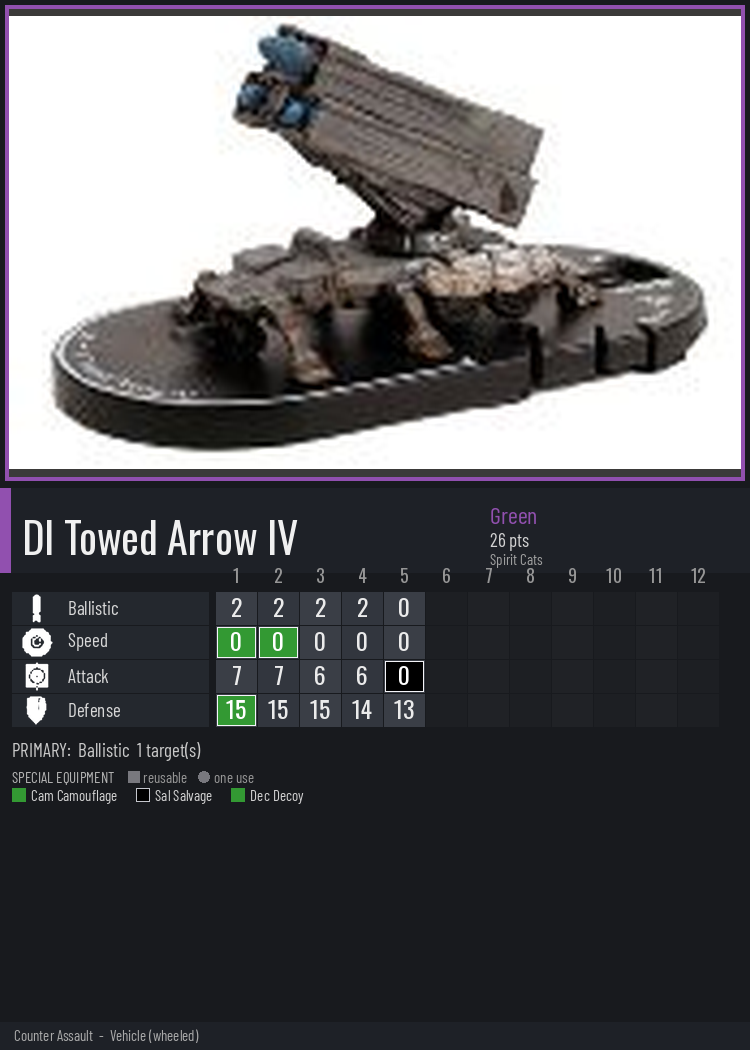 DI Towed Arrow IV
Green
26 pts
Spirit Cats
1 2 3 4 5 6 7 8 9 10 11 12
Ballistic 2 2 2 2 0
Speed 0 0 0 0 0
Attack 7 7 6 6 0
Defense 15 15 15 14 13
PRIMARY: Ballistic 1 target(s)
SPECIAL EQUIPMENT reusable one use
Cam Camouflage Sal Salvage Dec Decoy
Counter Assault - Vehicle (wheeled)